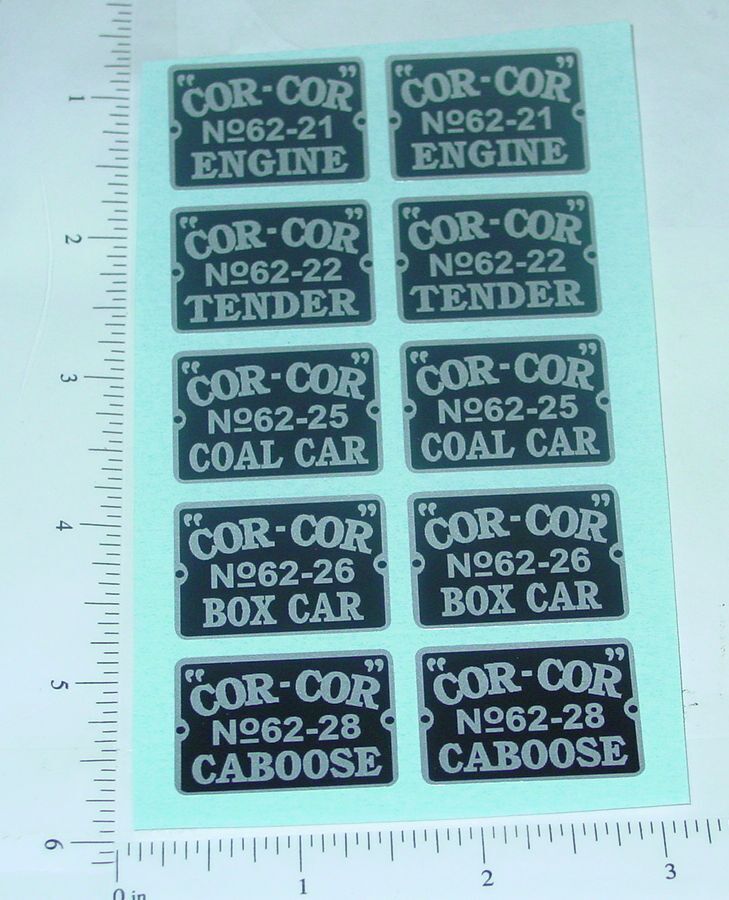 "COR-COR"
Nº62-21
ENGINE
"COR-COR"
Nº62-21
ENGINE
"COR-COR"
Nº62-22
TENDER
"COR-COR"
Nº62-22
TENDER
"COR-COR"
Nº62-25
COAL CAR
"COR-COR"
Nº62-25
COAL CAR
"COR-COR"
Nº62-26
BOX CAR
"COR-COR"
Nº62-26
BOX CAR
"COR-COR"
Nº62-28
CABOOSE
"COR-COR"
Nº62-28
CABOOSE
1
2
3
4
5
6
0 in
1
2
3